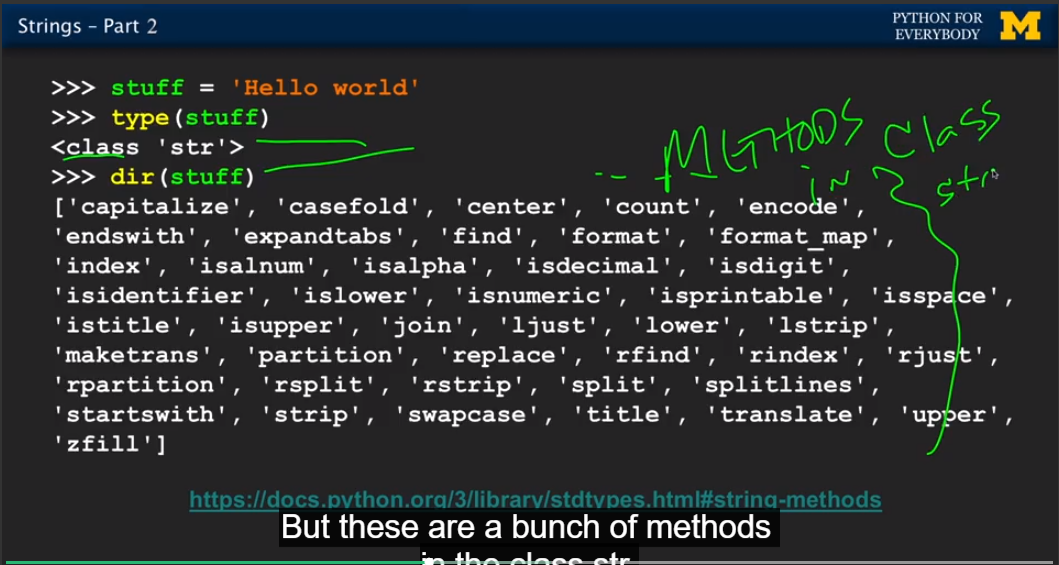 Strings – Part 2
PYTHON FOR
EVERYBODY
M
>>> stuff = 'Hello world'
>>> type(stuff)
<class 'str'>
>>> dir(stuff)
-- METHODS Class
in str
['capitalize', 'casefold', 'center', 'count', 'encode',
'endswith', 'expandtabs', 'find', 'format', 'format_map',
'index', 'isalnum', 'isalpha', 'isdecimal', 'isdigit',
'isidentifier', 'islower', 'isnumeric', 'isprintable', 'isspace',
'istitle', 'isupper', 'join', 'ljust', 'lower', 'lstrip',
'maketrans', 'partition', 'replace', 'rfind', 'rindex', 'rjust',
'rpartition', 'rsplit', 'rstrip', 'split', 'splitlines',
'startswith', 'strip', 'swapcase', 'title', 'translate', 'upper',
'zfill']
https://docs.python.org/3/library/stdtypes.html#string-methods
But these are a bunch of methods
in the class str